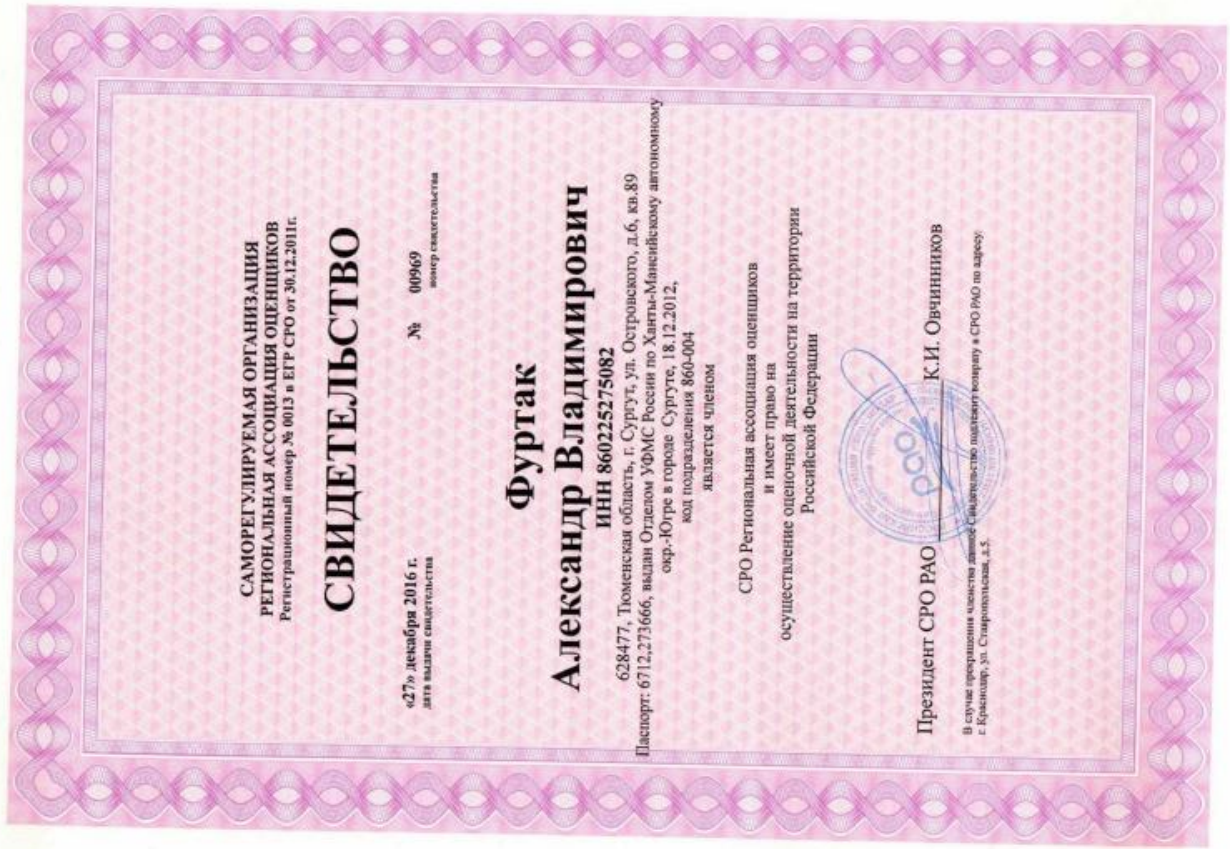 САМОРЕГУЛИРУЕМАЯ ОРГАНИЗАЦИЯ
РЕГИОНАЛЬНАЯ АССОЦИАЦИЯ ОЦЕНЩИКОВ
Регистрационный номер № 0013 в ЕГР СРО от 30.12.2011г.
СВИДЕТЕЛЬСТВО
«27» декабря 2016 г. № 00969
дата выдачи свидетельства номер свидетельства
Фуртак
Александр Владимирович
ИНН 860225275082
628477, Тюменская область, г. Сургут, ул. Островского, д.6, кв.89
Паспорт: 6712,273666, выдан Отделом УФМС России по Ханты-Мансийскому автономному
окр.-Югре в городе Сургуте, 18.12.2012,
код подразделения 860-004
является членом
СРО Региональная ассоциация оценщиков
и имеет право на
осуществление оценочной деятельности на территории
Российской Федерации
Президент СРО РАО К.И. Овчинников
РАО
В случае прекращения членства данное Свидетельство подлежит возврату в СРО РАО по адресу:
г. Краснодар, ул. Ставропольская, д.5.